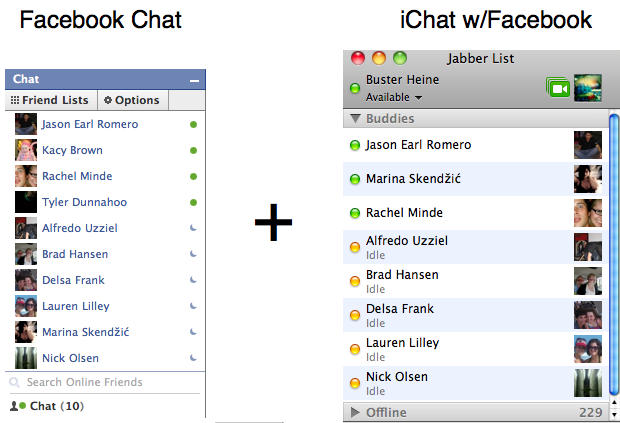 Facebook Chat
iChat w/Facebook
Chat
Friend Lists
Options
Jason Earl Romero
Kacy Brown
Rachel Minde
Tyler Dunnahoo
Alfredo Uzziel
Brad Hansen
Delsa Frank
Lauren Lilley
Marina Skendžić
Nick Olsen
Search Online Friends
Chat (10)
+
Jabber List
Buster Heine
Available
Buddies
Jason Earl Romero
Marina Skendžić
Rachel Minde
Alfredo Uzziel
Idle
Brad Hansen
Idle
Delsa Frank
Idle
Lauren Lilley
Idle
Nick Olsen
Idle
Offline 229